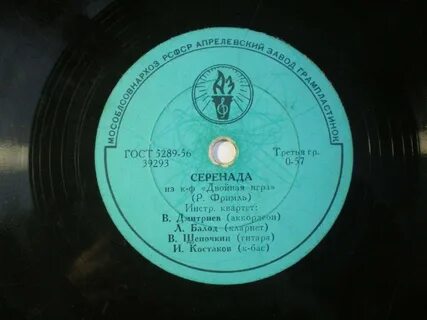 МОСОБЛСОВНАРХОЗ РСФСР АПРЕЛЕВСКИЙ ЗАВОД ГРАМПЛАСТИНОК
АЗ
ГОСТ 5289-56
39293
Третья гр.
0-57
СЕРЕНАДА
из к-ф «Двойная игра»
(Р. Фримль)
Инстр. квартет:
В. Дмитриев (аккордеон)
Л. Балод (кларнет)
В. Щепочкин (гитара)
И. Костаков (к-бас)